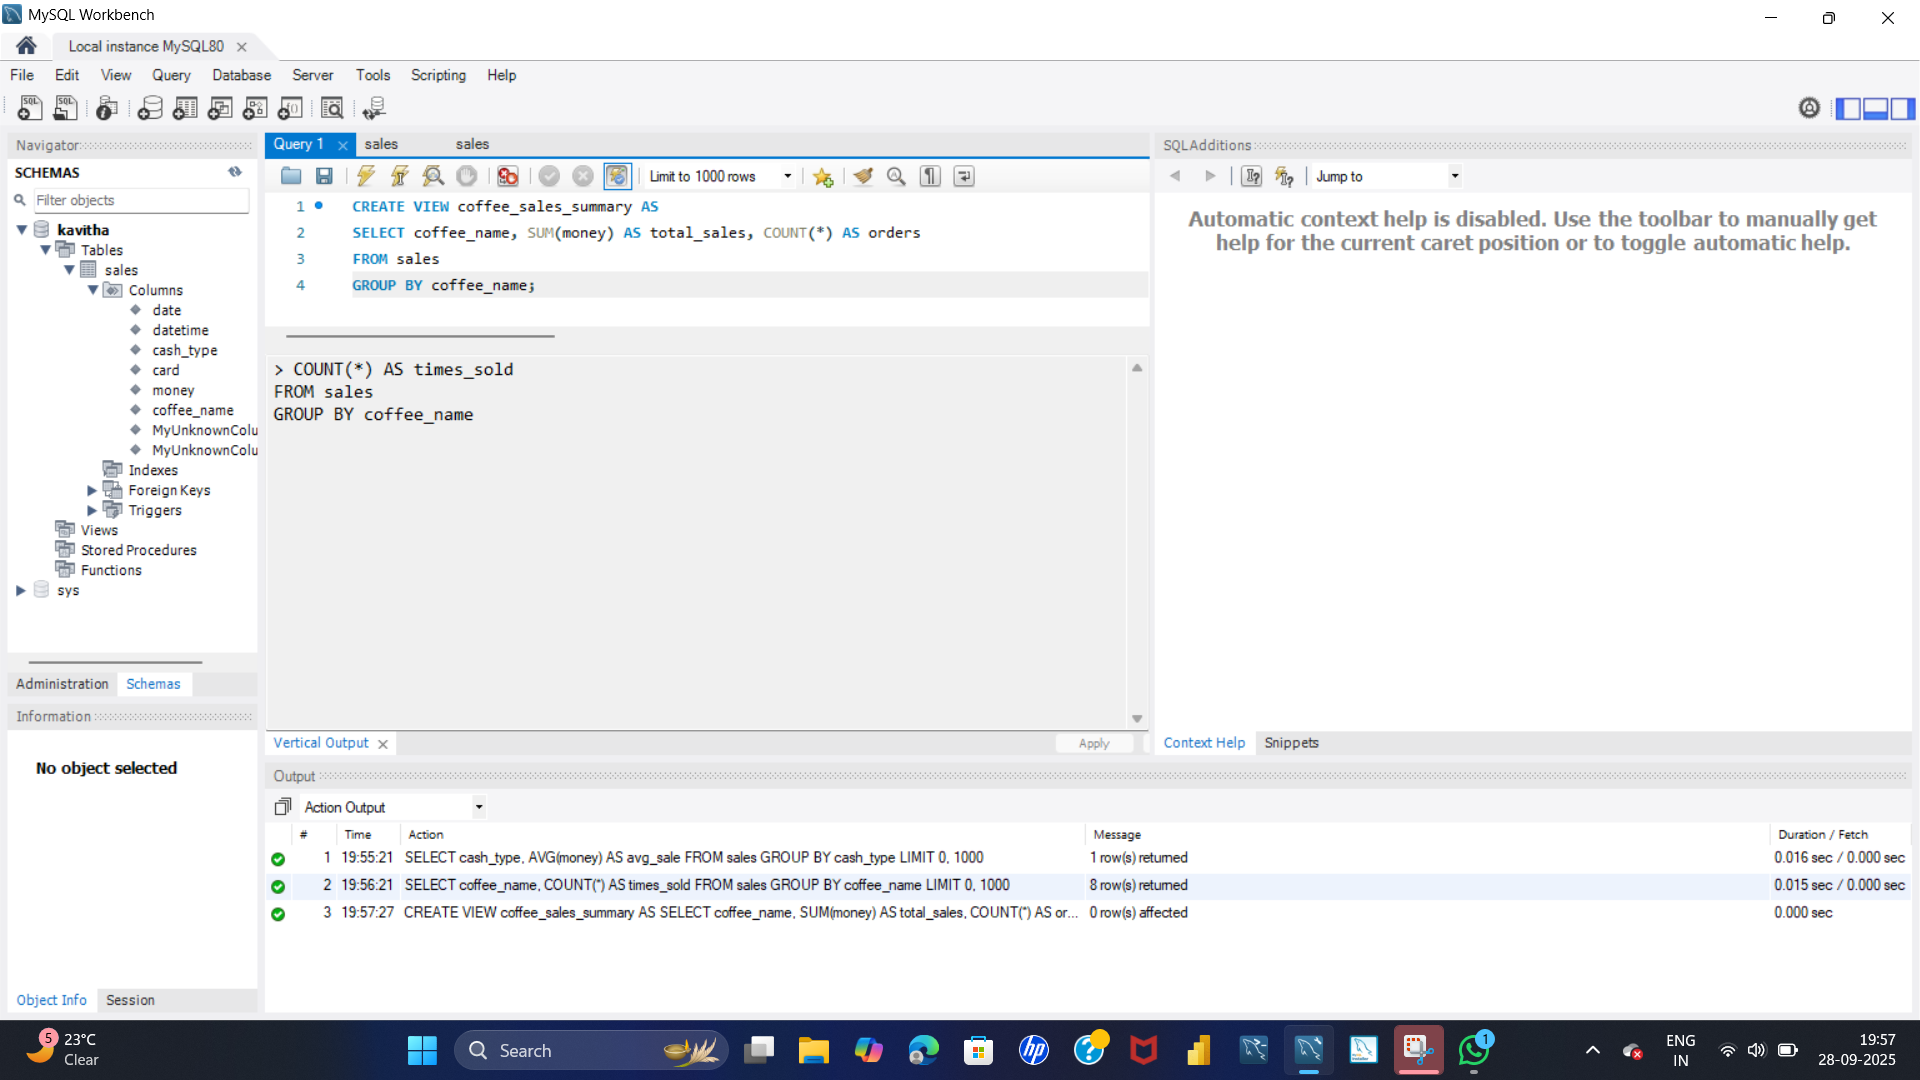 MySQL Workbench
Local instance MySQL80
File Edit View Query Database Server Tools Scripting Help
Navigator
SCHEMAS
Filter objects
kavitha
Tables
sales
Columns
date
datetime
cash_type
card
money
coffee_name
MyUnknownColu
MyUnknownColu
Indexes
Foreign Keys
Triggers
Views
Stored Procedures
Functions
sys
Administration Schemas
Information
No object selected
Object Info Session
Query 1 sales sales
Limit to 1000 rows
1 CREATE VIEW coffee_sales_summary AS
2 SELECT coffee_name, SUM(money) AS total_sales, COUNT(*) AS orders
3 FROM sales
4 GROUP BY coffee_name;
> COUNT(*) AS times_sold
FROM sales
GROUP BY coffee_name
Vertical Output Apply
SQLAdditions
Jump to
Automatic context help is disabled. Use the toolbar to manually get
help for the current caret position or to toggle automatic help.
Context Help Snippets
Output
Action Output
# Time Action Message Duration / Fetch
1 19:55:21 SELECT cash_type, AVG(money) AS avg_sale FROM sales GROUP BY cash_type LIMIT 0, 1000 1 row(s) returned 0.016 sec / 0.000 sec
2 19:56:21 SELECT coffee_name, COUNT(*) AS times_sold FROM sales GROUP BY coffee_name LIMIT 0, 1000 8 row(s) returned 0.015 sec / 0.000 sec
3 19:57:27 CREATE VIEW coffee_sales_summary AS SELECT coffee_name, SUM(money) AS total_sales, COUNT(*) AS or... 0 row(s) affected 0.000 sec
5
23°C
Clear
Search
hp
1
ENG
IN
19:57
28-09-2025